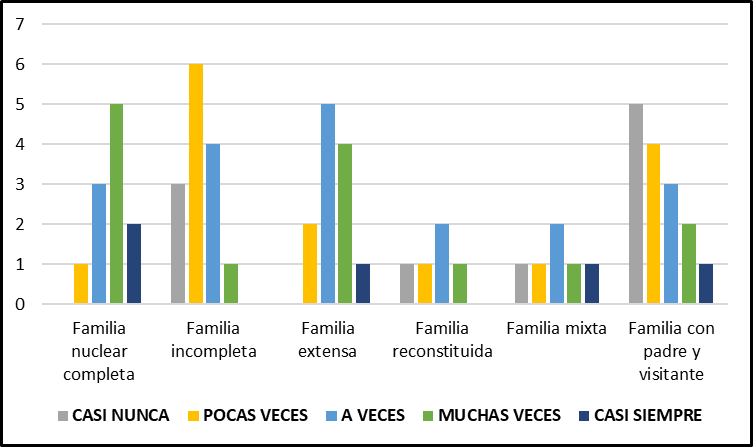 7
6
5
4
3
2
1
0
Familia nuclear completa
Familia incompleta
Familia extensa
Familia reconstituida
Familia mixta
Familia con padre y visitante
CASI NUNCA POCAS VECES A VECES MUCHAS VECES CASI SIEMPRE